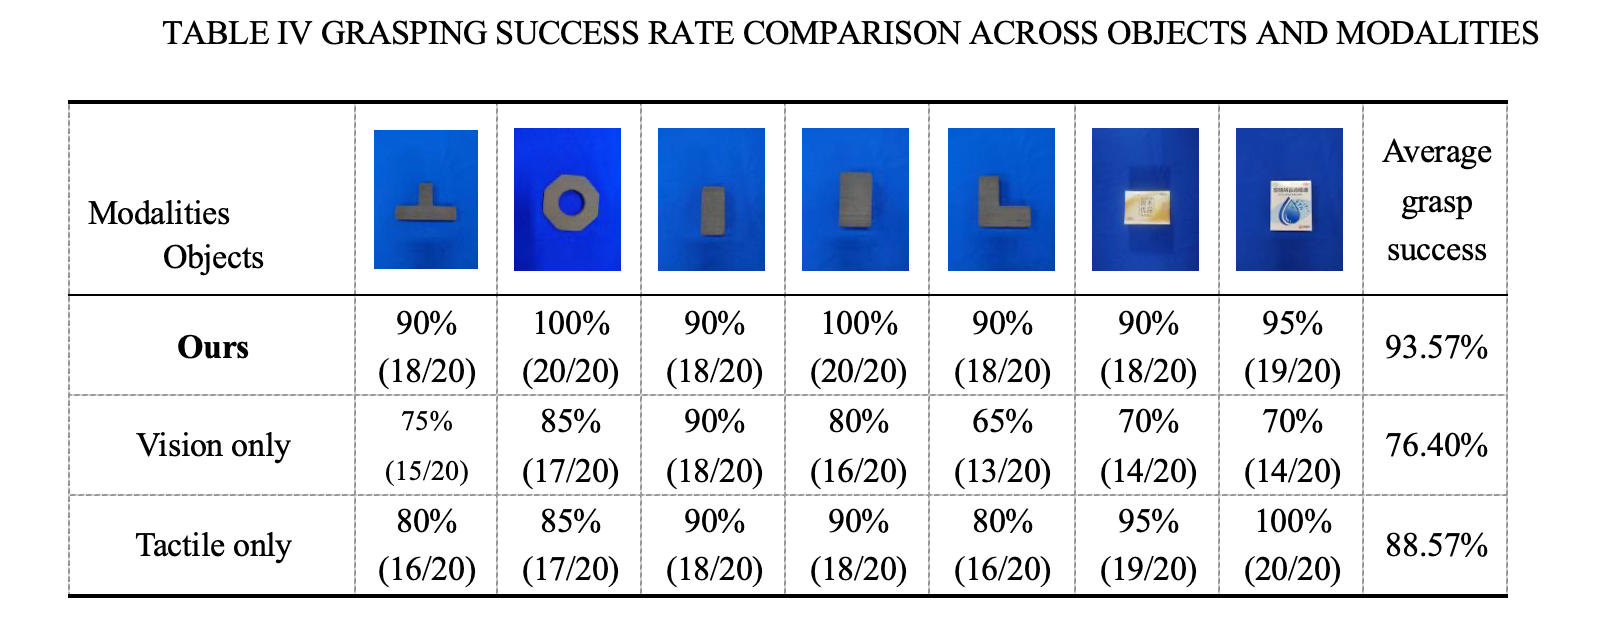 TABLE IV GRASPING SUCCESS RATE COMPARISON ACROSS OBJECTS AND MODALITIES
Modalities
Objects
Average
grasp
success
Ours
90% 100% 90% 100% 90% 90% 95%
(18/20) (20/20) (18/20) (20/20) (18/20) (18/20) (19/20)
93.57%
Vision only
75% 85% 90% 80% 65% 70% 70%
(15/20) (17/20) (18/20) (16/20) (13/20) (14/20) (14/20)
76.40%
Tactile only
80% 85% 90% 90% 80% 95% 100%
(16/20) (17/20) (18/20) (18/20) (16/20) (19/20) (20/20)
88.57%